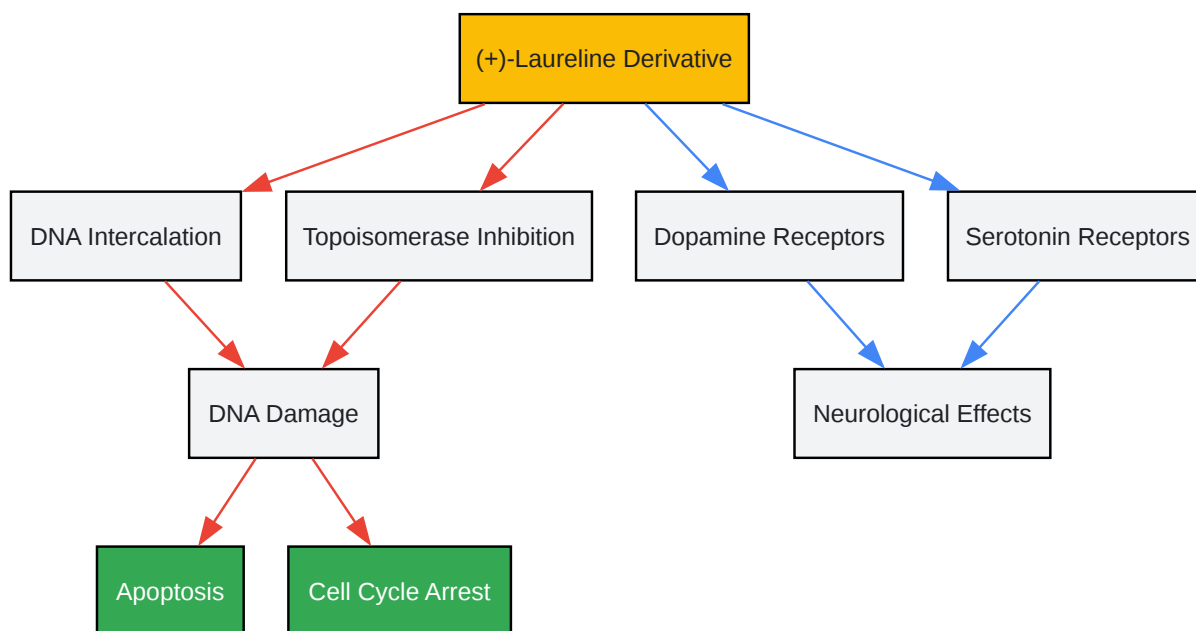 (+)-Laureline Derivative
DNA Intercalation
Topoisomerase Inhibition
Dopamine Receptors
Serotonin Receptors
DNA Damage
Neurological Effects
Apoptosis
Cell Cycle Arrest